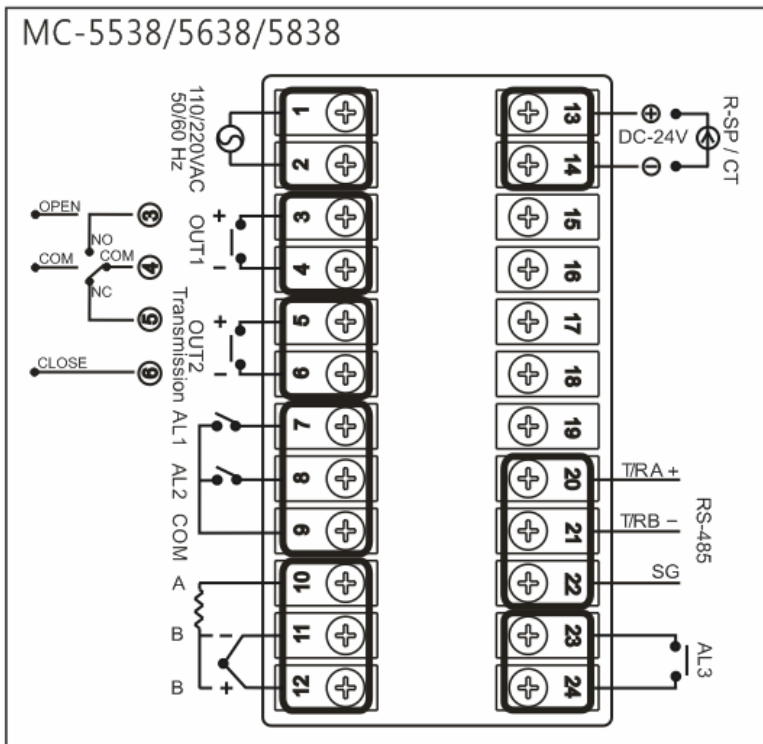 MC-5538/5638/5838
110/220VAC
50/60 Hz
1
2
OUT1
+
−
3
4
OPEN
NO
③
COM
COM
④
NC
⑤
CLOSE
⑥
OUT2
Transmission
+
−
5
6
AL1
AL2
COM
7
8
9
A
B −
B +
10
11
12
13
14
+
DC-24V
−
R-SP / CT
15
16
17
18
19
20
21
22
T/RA +
T/RB −
SG
RS-485
23
24
AL3